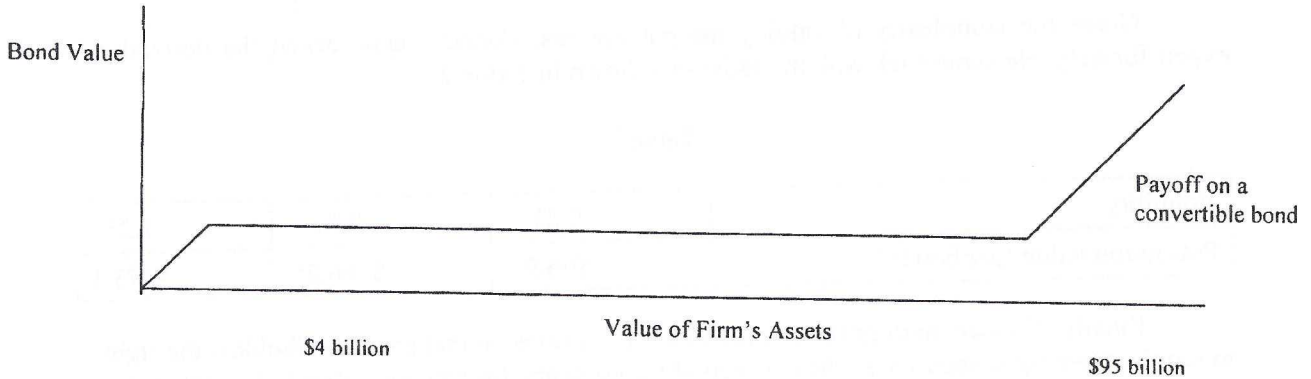 Bond Value
Payoff on a
convertible bond
Value of Firm's Assets
$4 billion
$95 billion